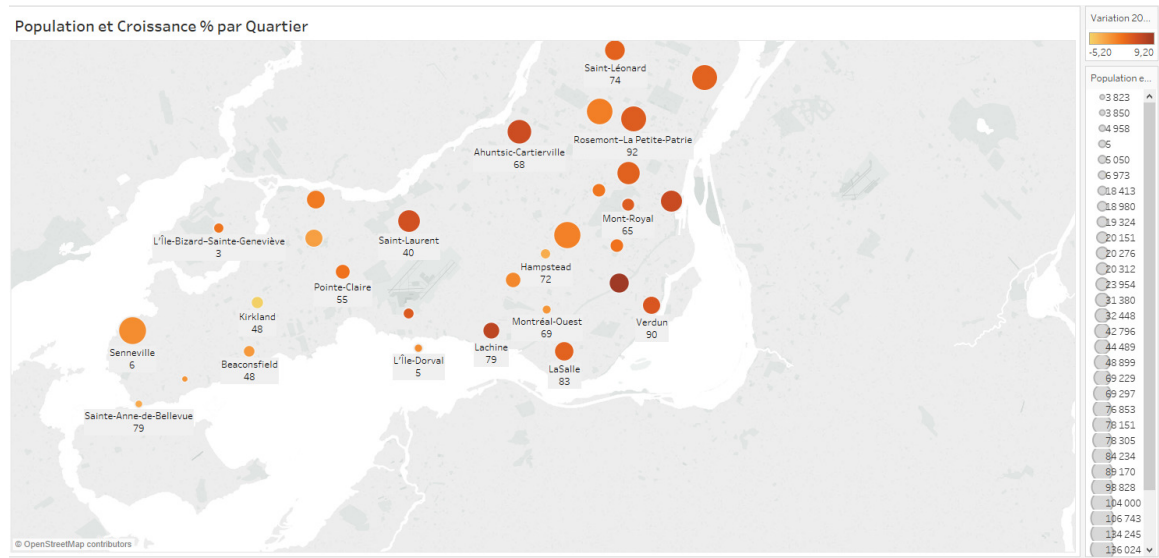 Population et Croissance % par Quartier
Saint-Léonard
74
Rosemont–La Petite-Patrie
92
Ahuntsic-Cartierville
68
Mont-Royal
65
L'Île-Bizard–Sainte-Geneviève
3
Saint-Laurent
40
Hampstead
72
Pointe-Claire
55
Kirkland
48
Montréal-Ouest
69
Verdun
90
Senneville
6
Lachine
79
L'Île-Dorval
5
Beaconsfield
48
LaSalle
83
Sainte-Anne-de-Bellevue
79
© OpenStreetMap contributors
Variation 20...
-5,20 9,20
Population e...
3 823
3 850
4 958
5
5 050
6 973
18 413
18 980
19 324
20 151
20 276
20 312
23 954
31 380
32 448
42 796
44 489
48 899
69 229
69 297
76 853
78 151
78 305
84 234
89 170
98 828
104 000
106 743
134 245
136 024